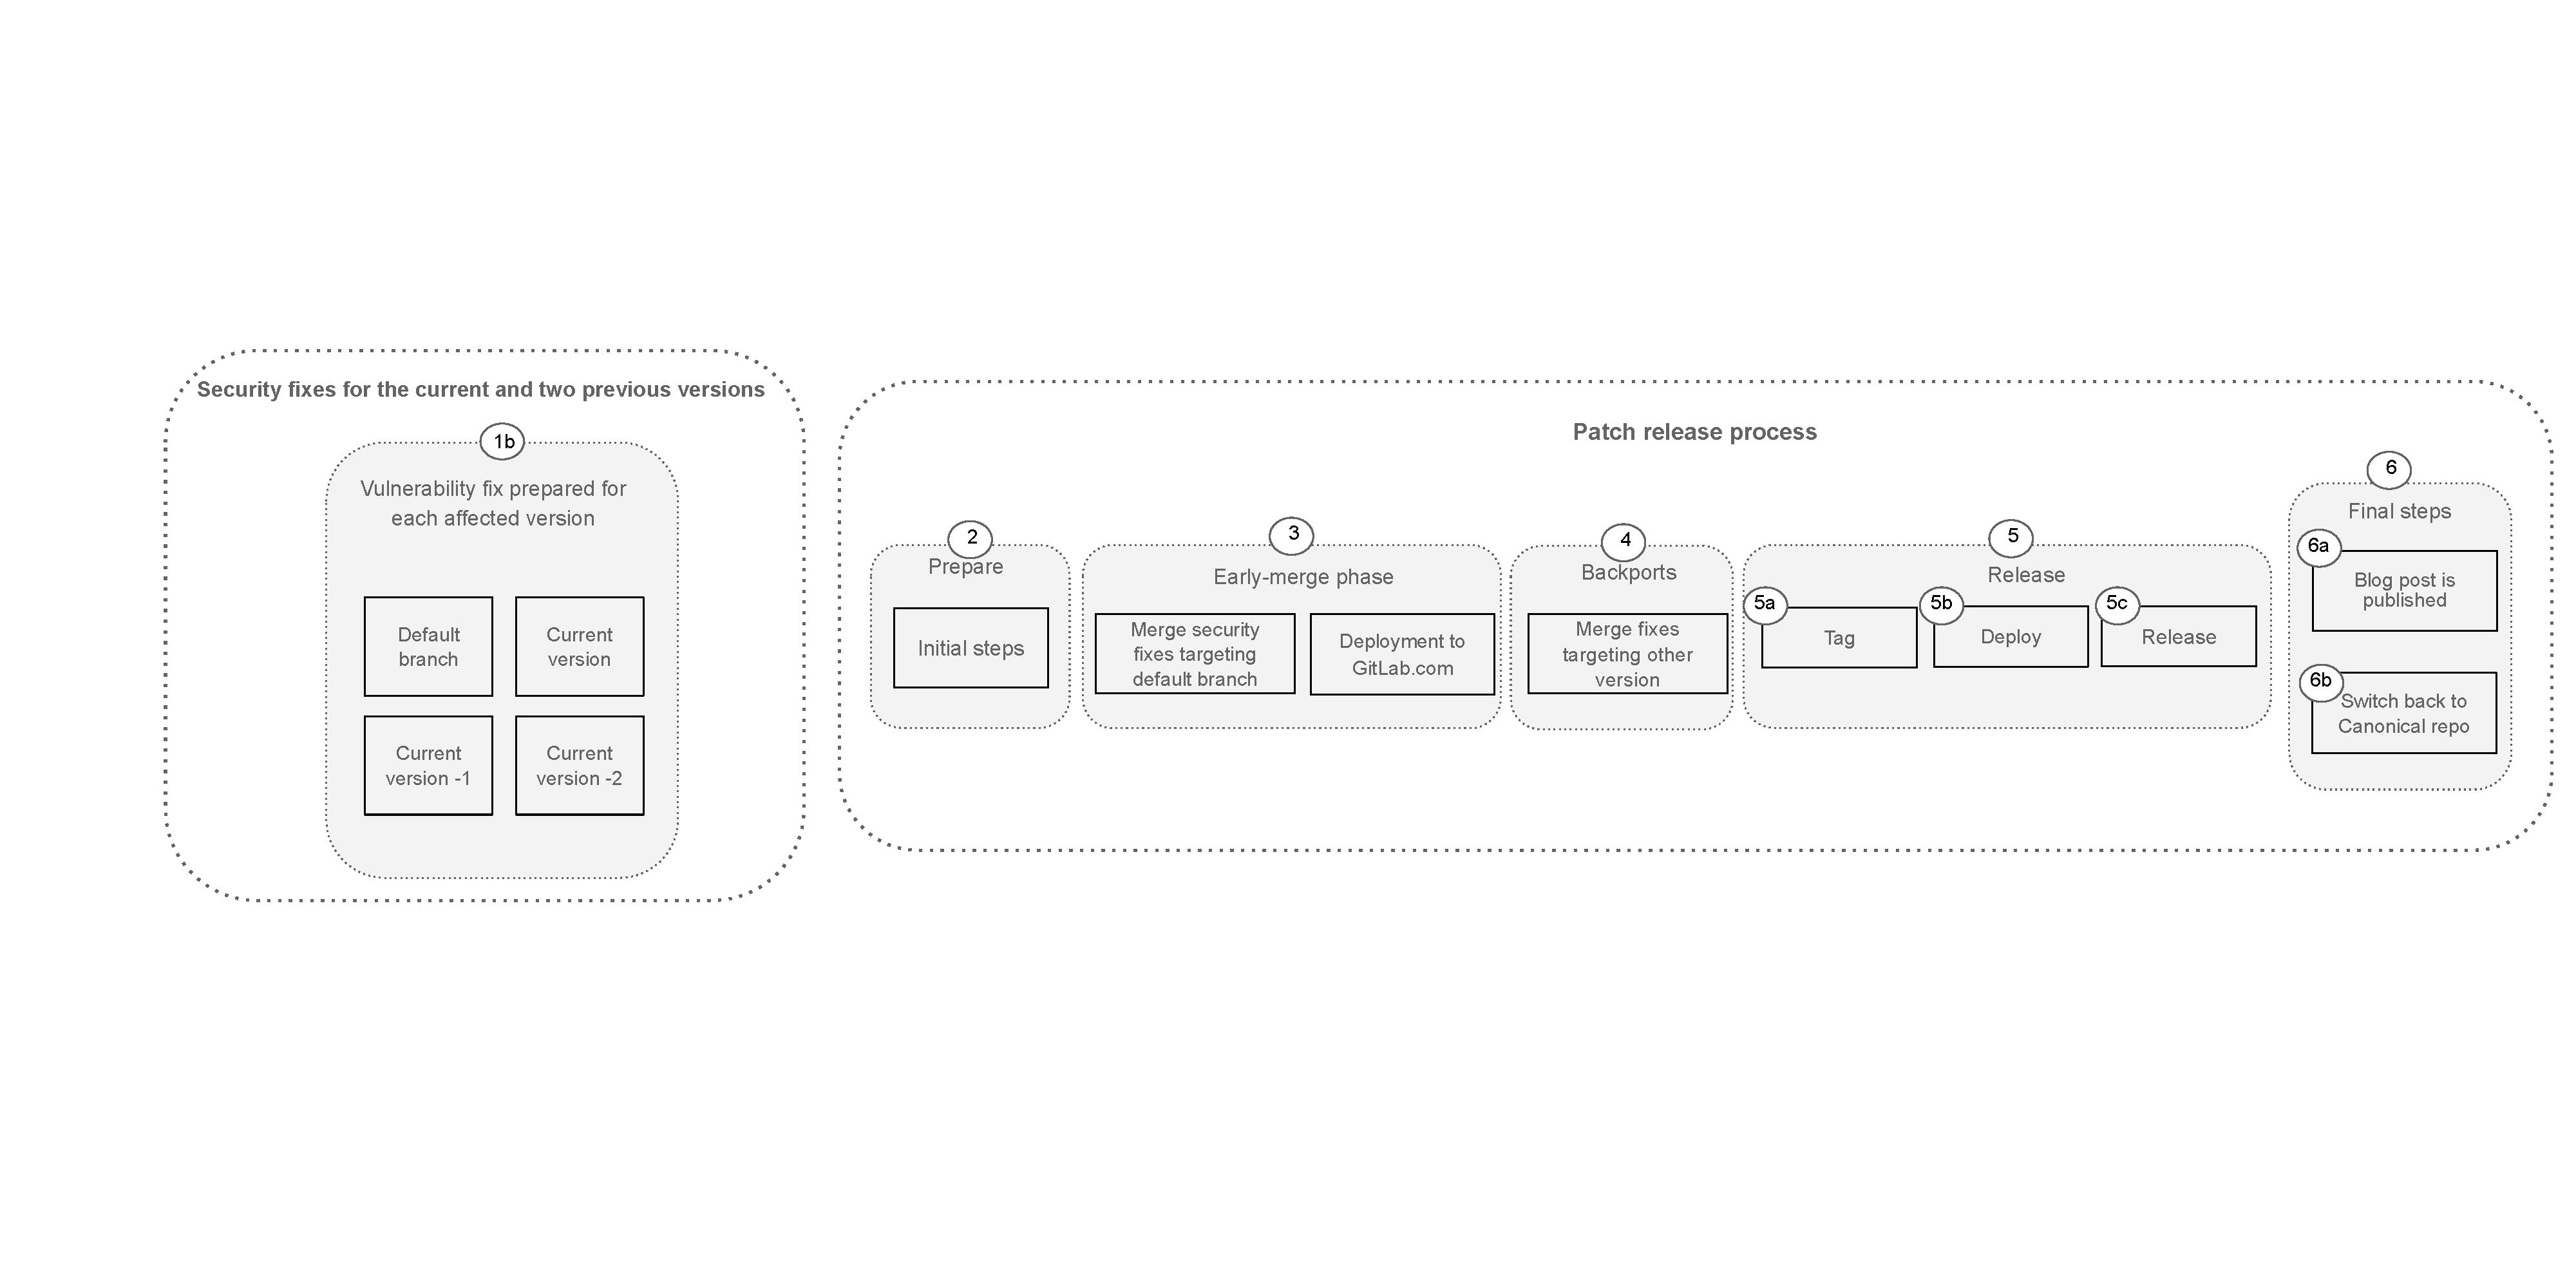 Security fixes for the current and two previous versions
1b
Vulnerability fix prepared for
each affected version
Default
branch
Current
version
Current
version -1
Current
version -2
Patch release process
2
Prepare
Initial steps
3
Early-merge phase
Merge security
fixes targeting
default branch
Deployment to
GitLab.com
4
Backports
Merge fixes
targeting other
version
5
Release
5a
Tag
5b
Deploy
5c
Release
6
Final steps
6a
Blog post is
published
6b
Switch back to
Canonical repo